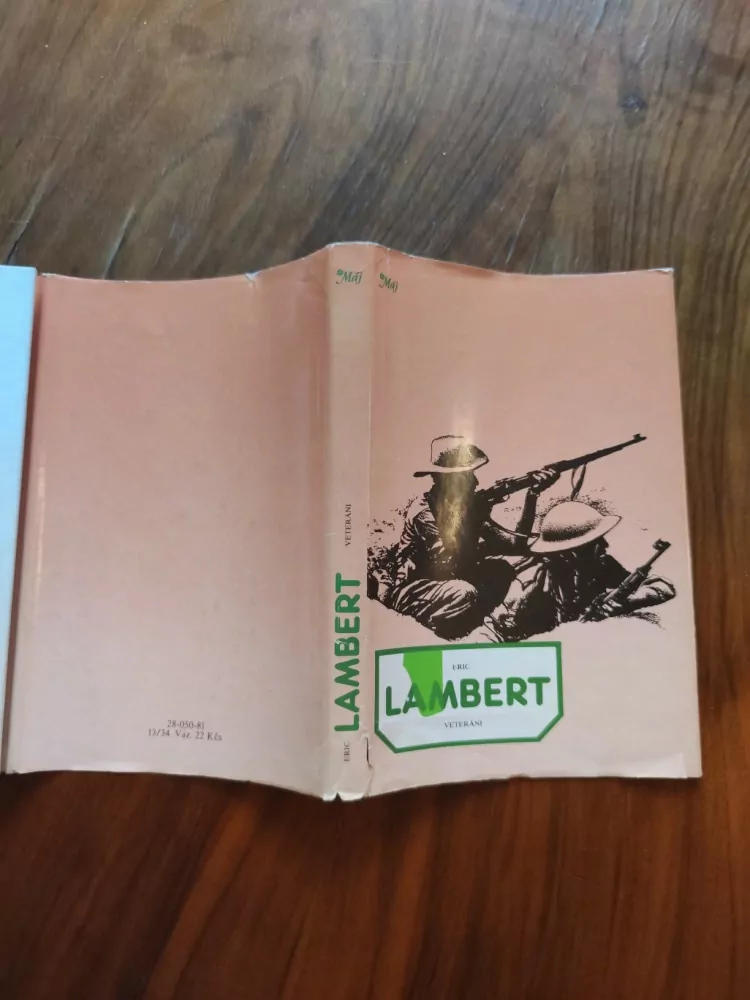 Máj
Máj
VETERÁNI
LAMBERT
ERIC
ERIC
LAMBERT
VETERÁNI
28-050-81
13/34 Váz. 22 Kčs